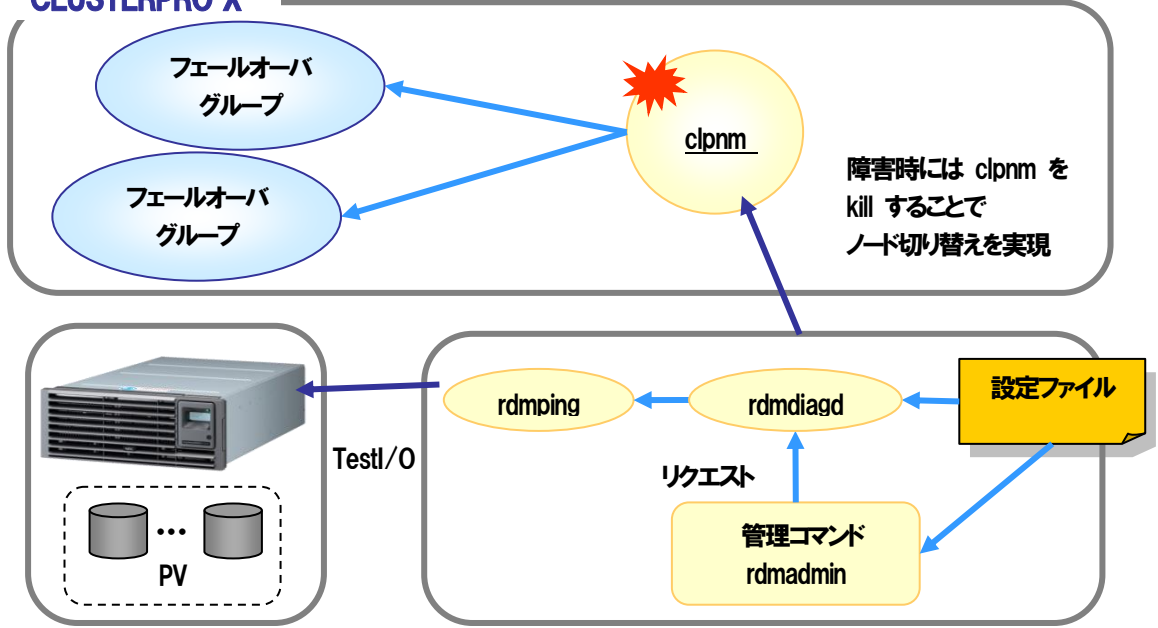 CLUSTERPRO X
フェールオーバ
グループ
フェールオーバ
グループ
clpnm
障害時には clpnm を
kill することで
ノード切り替えを実現
TestI/O
PV
rdmping
rdmdiagd
設定ファイル
リクエスト
管理コマンド
rdmadmin